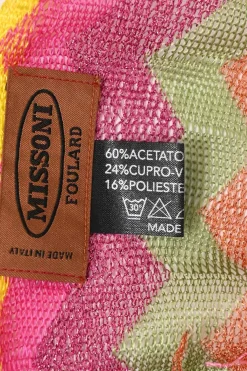 MISSONI
FOULARD
MADE IN ITALY
60%ACETATO
24%CUPRO-V
16%POLIESTE
30°
MADE